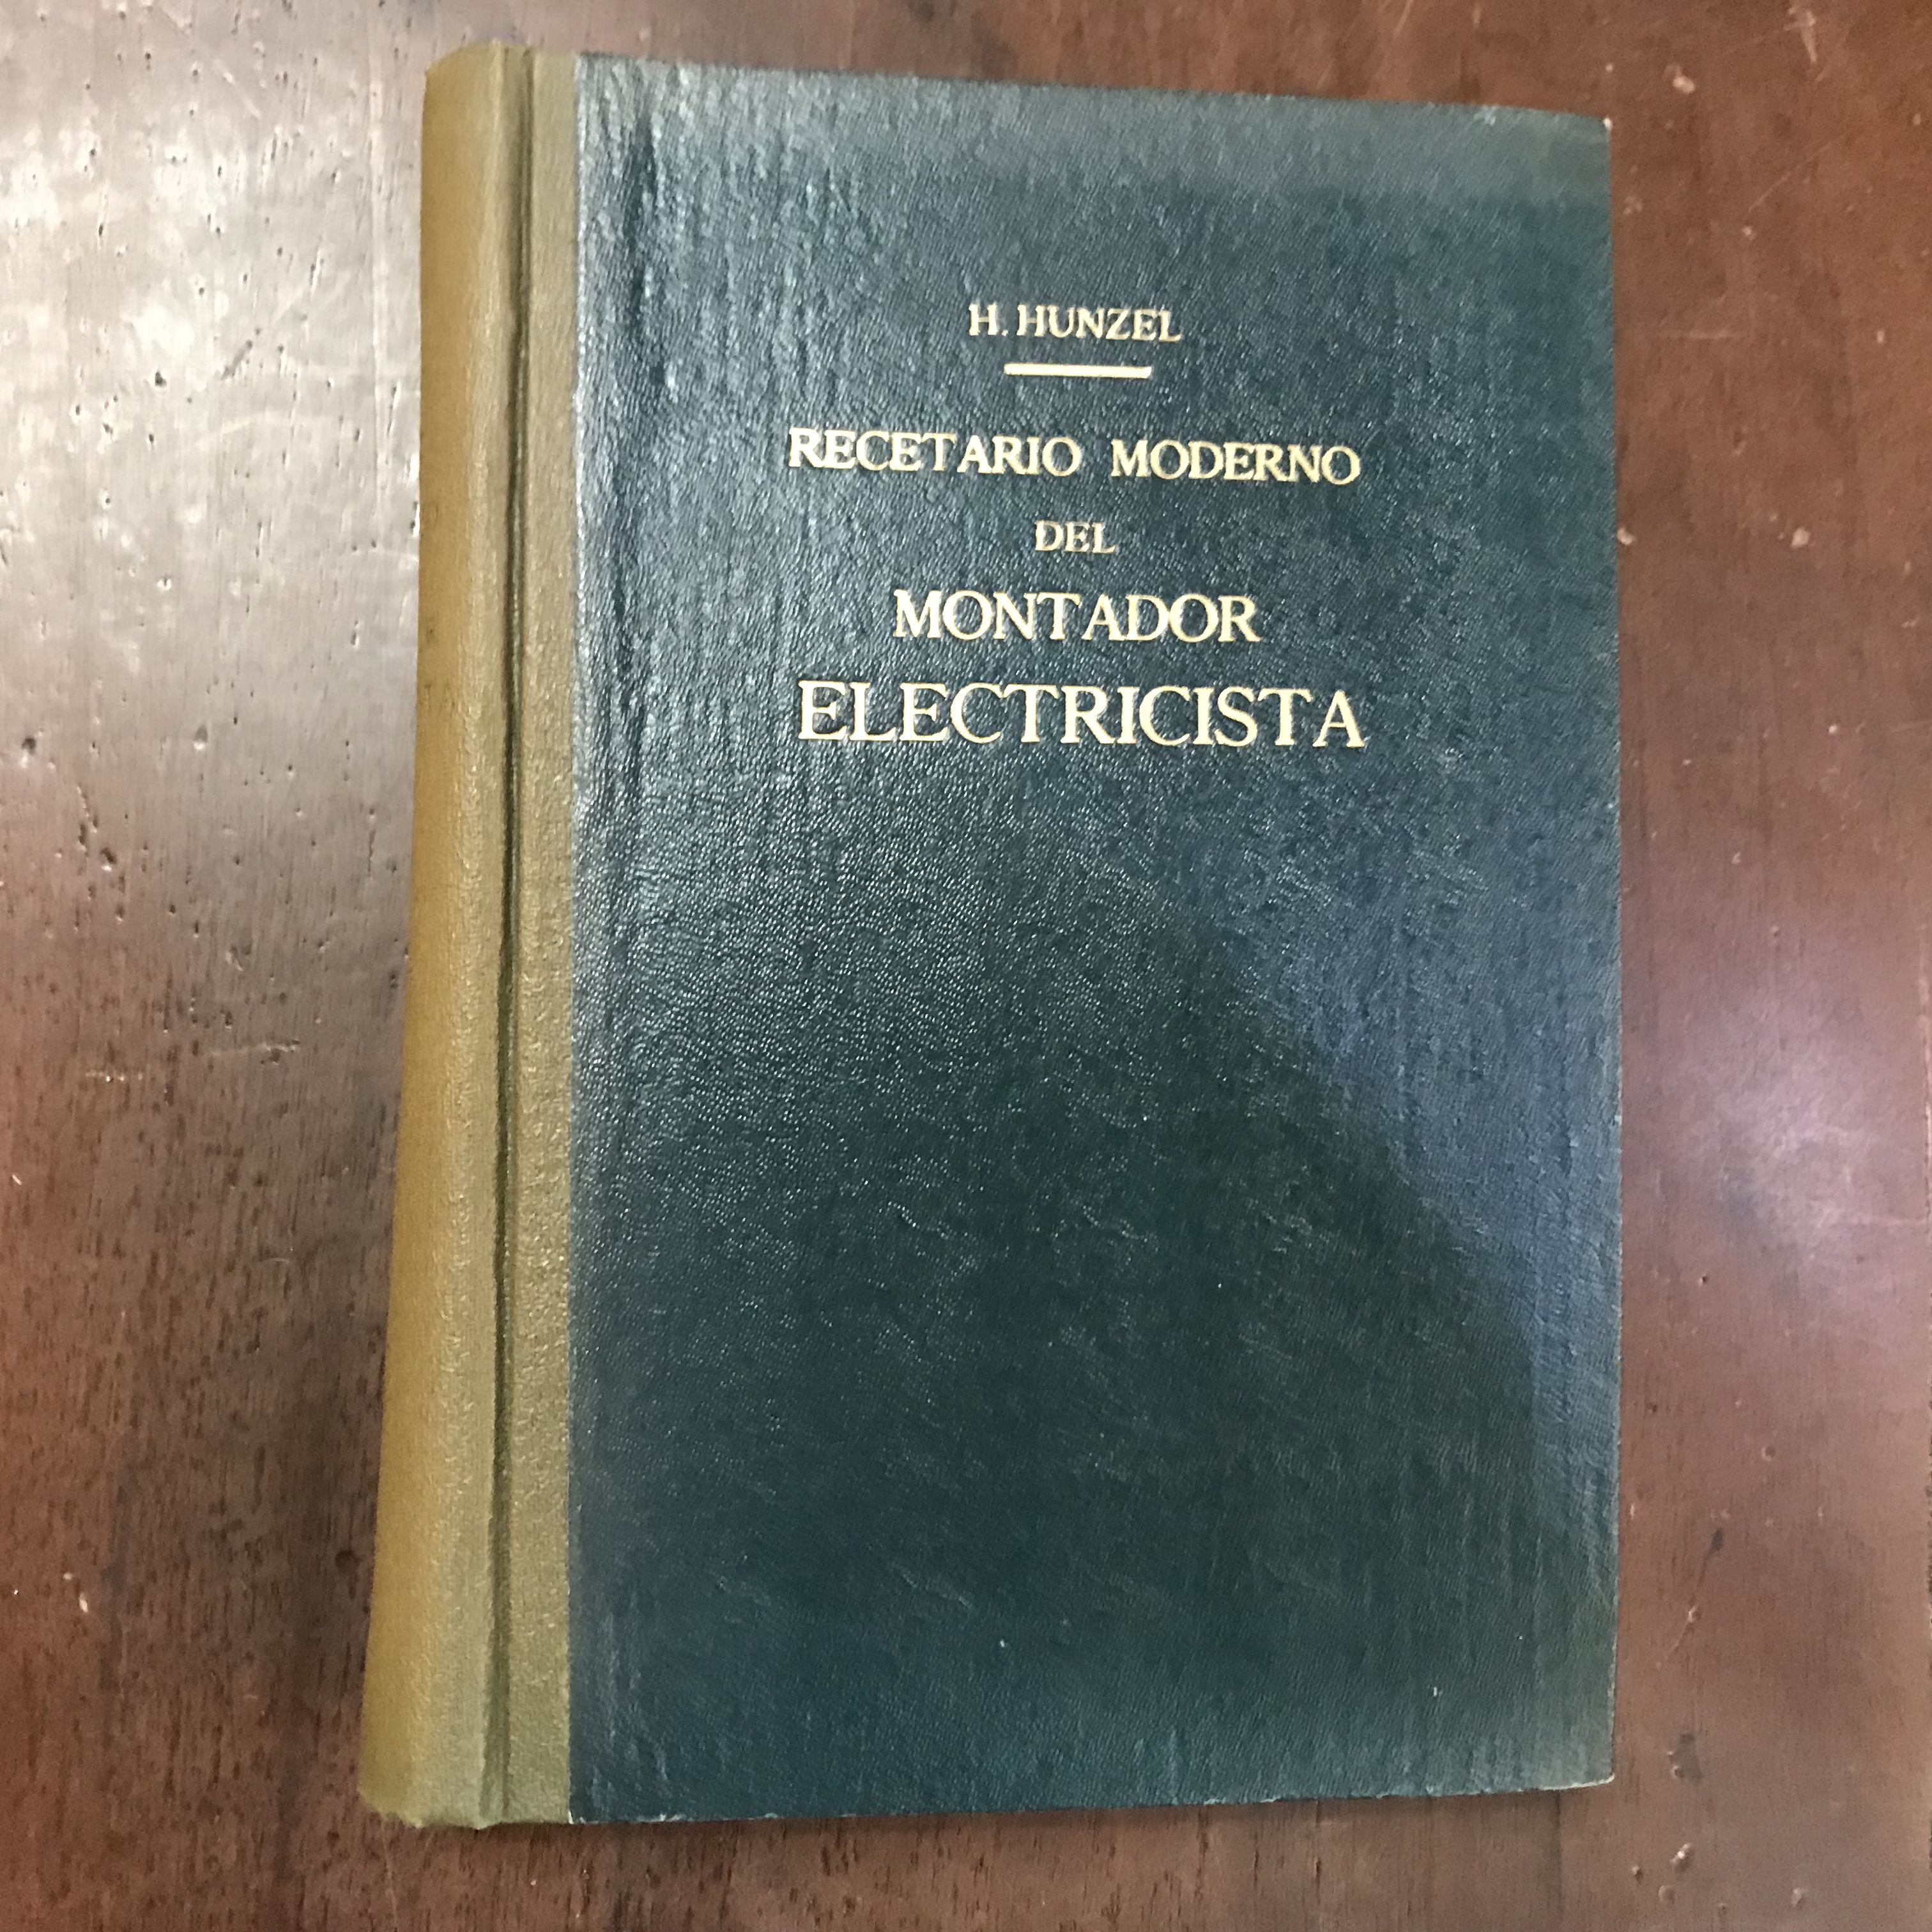 H. HUNZEL
RECETARIO MODERNO
DEL
MONTADOR
ELECTRICISTA